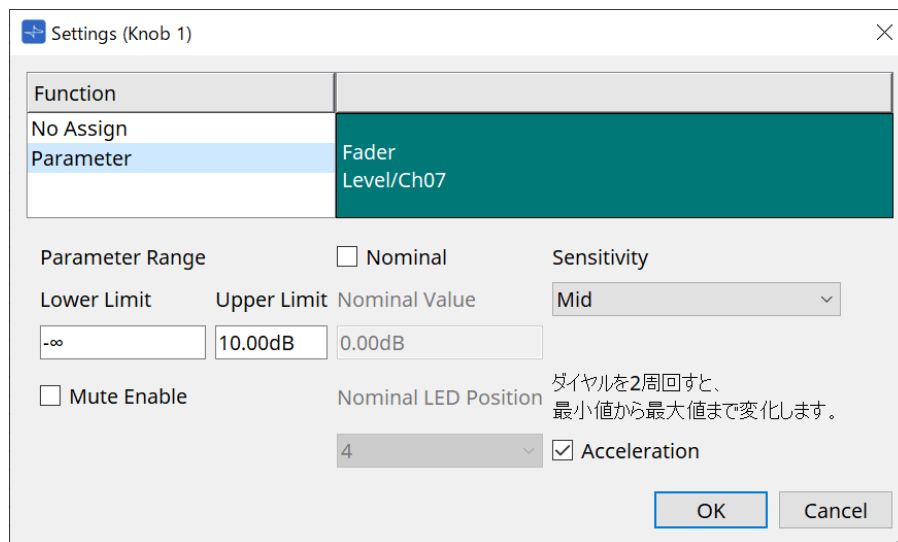 Settings (Knob 1)
Function
No Assign
Parameter
Fader
Level/Ch07
Parameter Range
Nominal
Sensitivity
Lower Limit
Upper Limit
Nominal Value
Mid
-∞
10.00dB
0.00dB
Mute Enable
Nominal LED Position
ダイヤルを2周回すと、
最小値から最大値まで変化します。
4
Acceleration
OK
Cancel